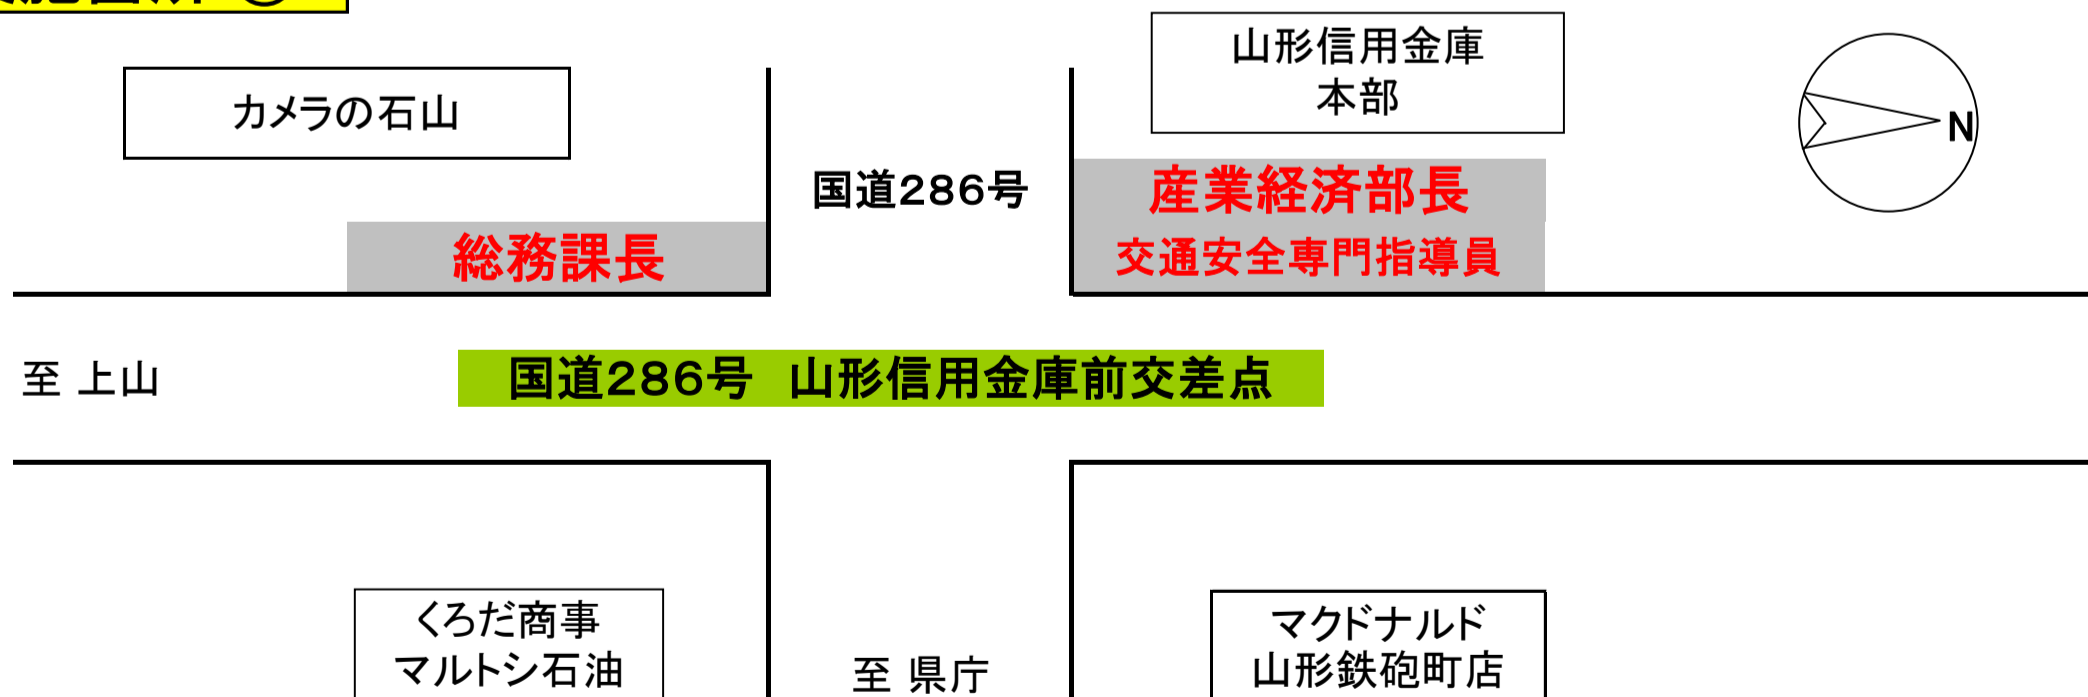 山形信用金庫
本部
カメラの石山
N
国道286号
産業経済部長
総務課長
交通安全専門指導員
至 上山
国道286号　山形信用金庫前交差点
くろだ商事
マルトシ石油
マクドナルド
山形鉄砲町店
至 県庁